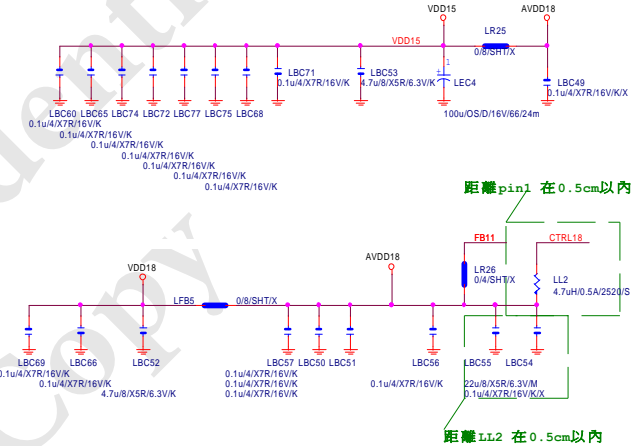 VDD15
AVDD18
LR25
VDD15
0/8/SHT/X
LBC71
0.1u/4/X7R/16V/K
LBC53
4.7u/8/X5R/6.3V/K
1
+
LEC4
100u/OS/D/16V/66/24m
LBC49
0.1u/4/X7R/16V/K/X
LBC60 LBC65 LBC74 LBC72 LBC77 LBC75 LBC68
0.1u/4/X7R/16V/K
0.1u/4/X7R/16V/K
0.1u/4/X7R/16V/K
0.1u/4/X7R/16V/K
0.1u/4/X7R/16V/K
0.1u/4/X7R/16V/K
0.1u/4/X7R/16V/K
距離pin1 在0.5cm以內
FB11
CTRL18
VDD18
AVDD18
LR26
0/4/SHT/X
LL2
4.7uH/0.5A/2520/S
LFB5
0/8/SHT/X
LBC69
LBC66
LBC52
LBC57 LBC50 LBC51
LBC56
LBC55
LBC54
0.1u/4/X7R/16V/K
0.1u/4/X7R/16V/K
4.7u/8/X5R/6.3V/K
0.1u/4/X7R/16V/K
0.1u/4/X7R/16V/K
0.1u/4/X7R/16V/K
0.1u/4/X7R/16V/K
22u/8/X5R/6.3V/M
0.1u/4/X7R/16V/K/X
距離LL2 在0.5cm以內
Copy